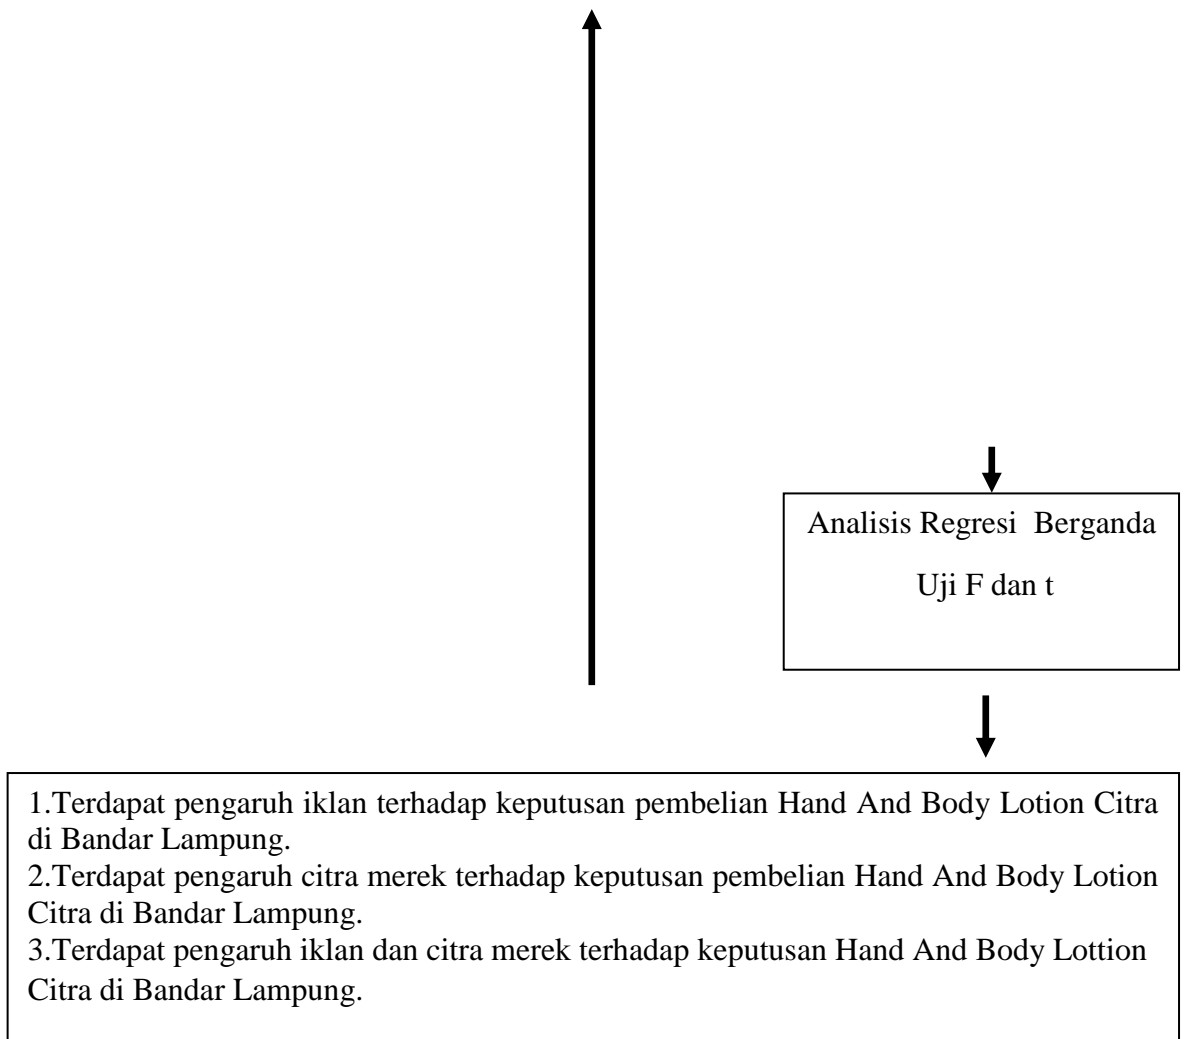 Analisis Regresi Berganda
Uji F dan t
1.Terdapat pengaruh iklan terhadap keputusan pembelian Hand And Body Lotion Citra
di Bandar Lampung.
2.Terdapat pengaruh citra merek terhadap keputusan pembelian Hand And Body Lotion
Citra di Bandar Lampung.
3.Terdapat pengaruh iklan dan citra merek terhadap keputusan Hand And Body Lottion
Citra di Bandar Lampung.